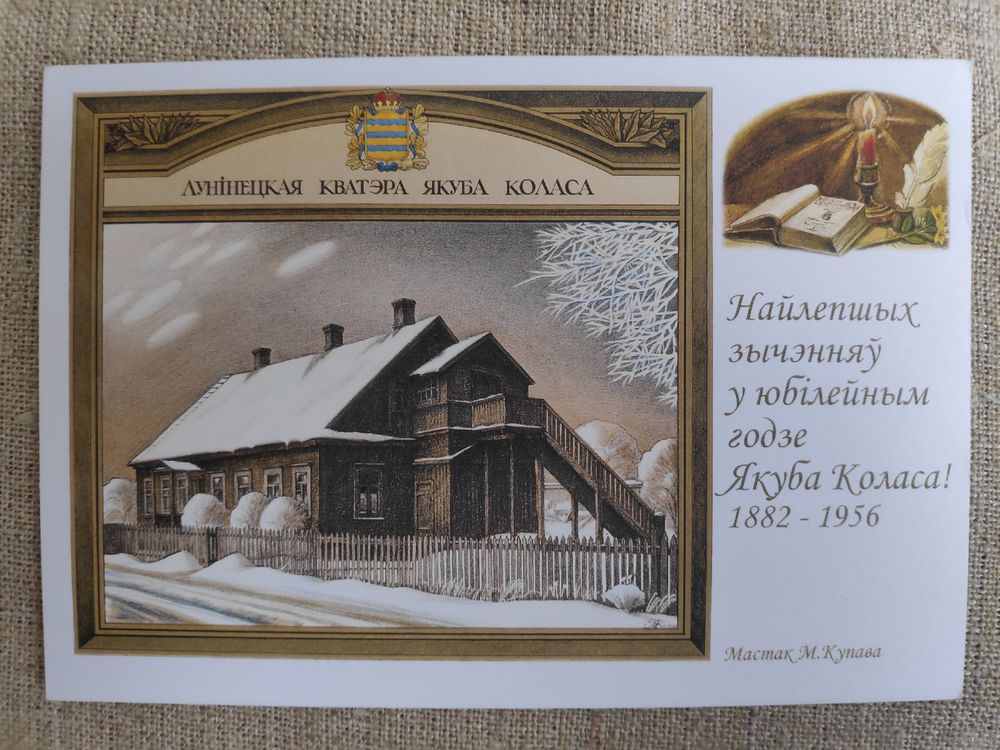 ЛУНІНЕЦКАЯ КВАТЭРА ЯКУБА КОЛАСА
Найлепшых
зычэнняў
у юбілейным
годзе
Якуба Коласа!
1882 - 1956
Мастак М.Купава